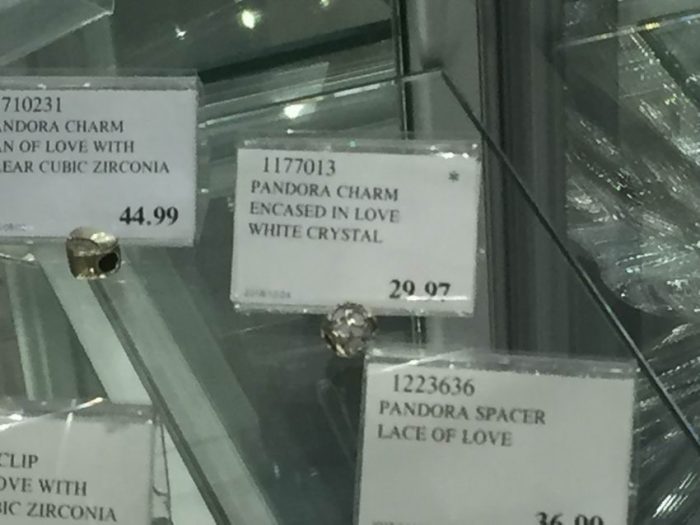 710231
ANDORA CHARM
AN OF LOVE WITH
LEAR CUBIC ZIRCONIA
44.99
1177013
*
PANDORA CHARM
ENCASED IN LOVE
WHITE CRYSTAL
29.97
1223636
PANDORA SPACER
LACE OF LOVE
CLIP
OVE WITH
BIC ZIRCONIA